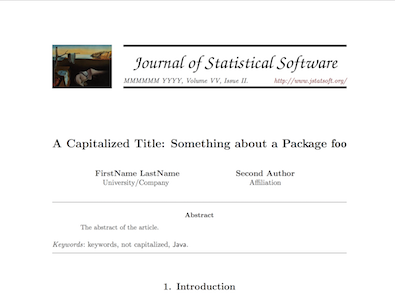 Journal of Statistical Software
MMMMMM YYYY, Volume VV, Issue II.
http://www.jstatsoft.org/
A Capitalized Title: Something about a Package foo
FirstName LastName
University/Company
Second Author
Affiliation
Abstract
The abstract of the article.
Keywords: keywords, not capitalized, Java.
1. Introduction